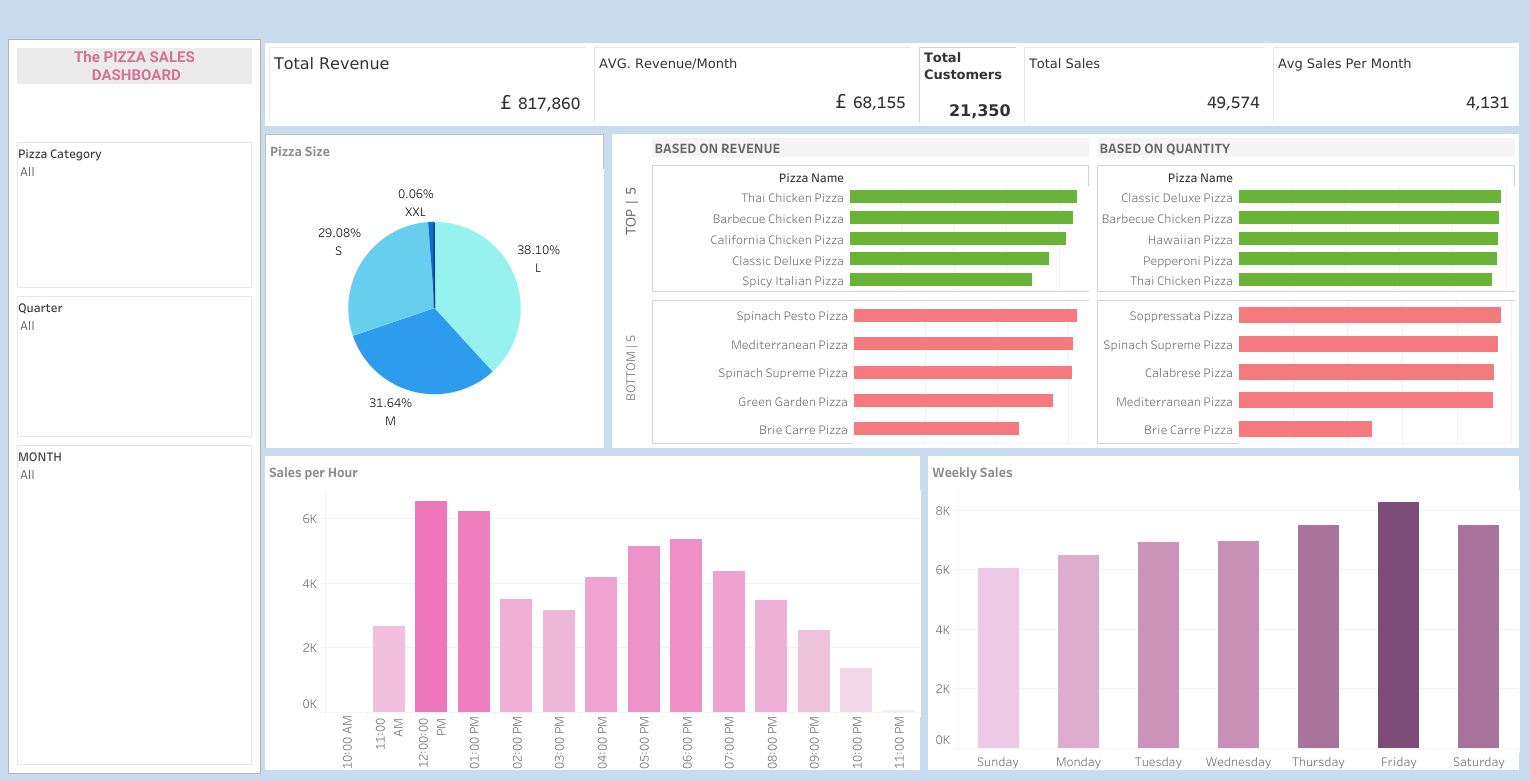 The PIZZA SALES
DASHBOARD
Pizza Category
All
Quarter
All
MONTH
All
Total Revenue
£ 817,860
AVG. Revenue/Month
£ 68,155
Total
Customers
21,350
Total Sales
49,574
Avg Sales Per Month
4,131
Pizza Size
0.06%
XXL
29.08%
S
38.10%
L
31.64%
M
TOP | 5
BOTTOM | 5
BASED ON REVENUE
Pizza Name
Thai Chicken Pizza
Barbecue Chicken Pizza
California Chicken Pizza
Classic Deluxe Pizza
Spicy Italian Pizza
Spinach Pesto Pizza
Mediterranean Pizza
Spinach Supreme Pizza
Green Garden Pizza
Brie Carre Pizza
BASED ON QUANTITY
Pizza Name
Classic Deluxe Pizza
Barbecue Chicken Pizza
Hawaiian Pizza
Pepperoni Pizza
Thai Chicken Pizza
Soppressata Pizza
Spinach Supreme Pizza
Calabrese Pizza
Mediterranean Pizza
Brie Carre Pizza
Sales per Hour
6K
4K
2K
0K
10:00 AM
11:00
AM
12:00:00
PM
01:00 PM
02:00 PM
03:00 PM
04:00 PM
05:00 PM
06:00 PM
07:00 PM
08:00 PM
09:00 PM
10:00 PM
11:00 PM
Weekly Sales
8K
6K
4K
2K
0K
Sunday
Monday
Tuesday
Wednesday
Thursday
Friday
Saturday